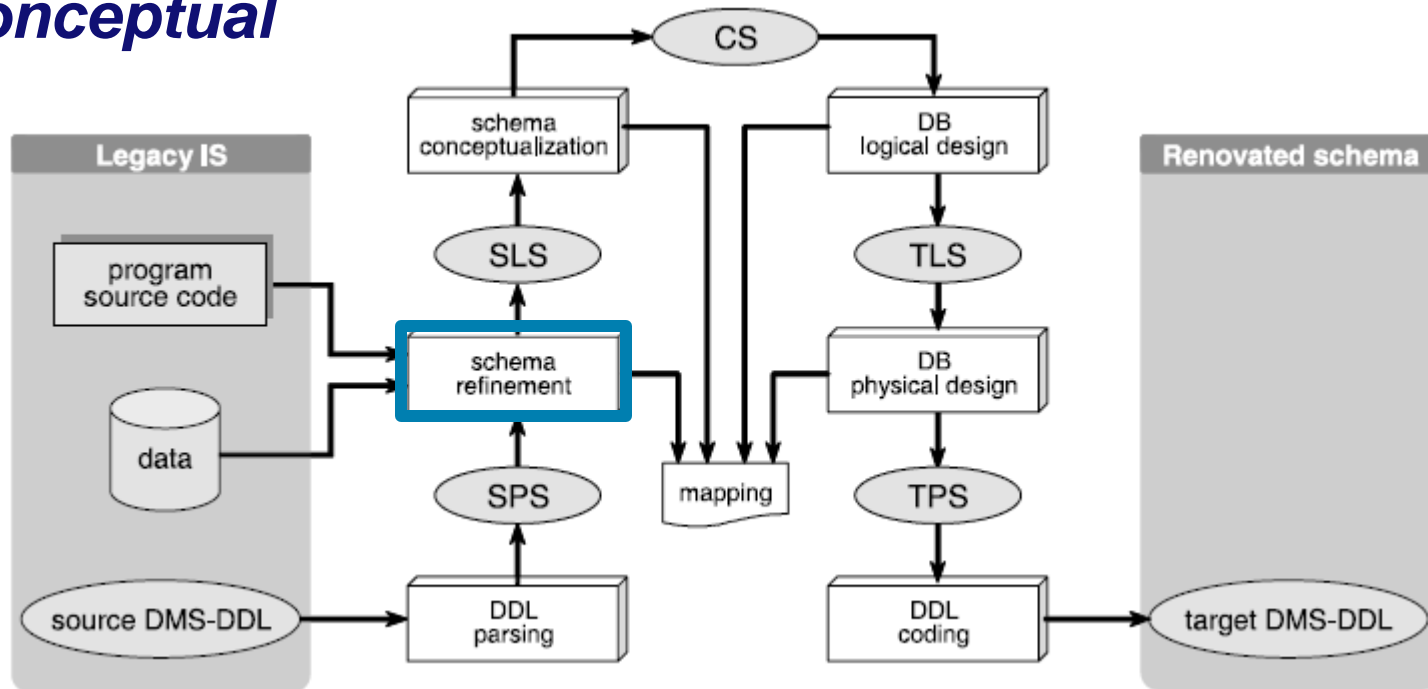 onceptual
CS
schema
conceptualization
DB
logical design
Legacy IS
Renovated schema
program
source code
SLS
TLS
schema
refinement
DB
physical design
data
SPS
mapping
TPS
source DMS-DDL
DDL
parsing
DDL
coding
target DMS-DDL